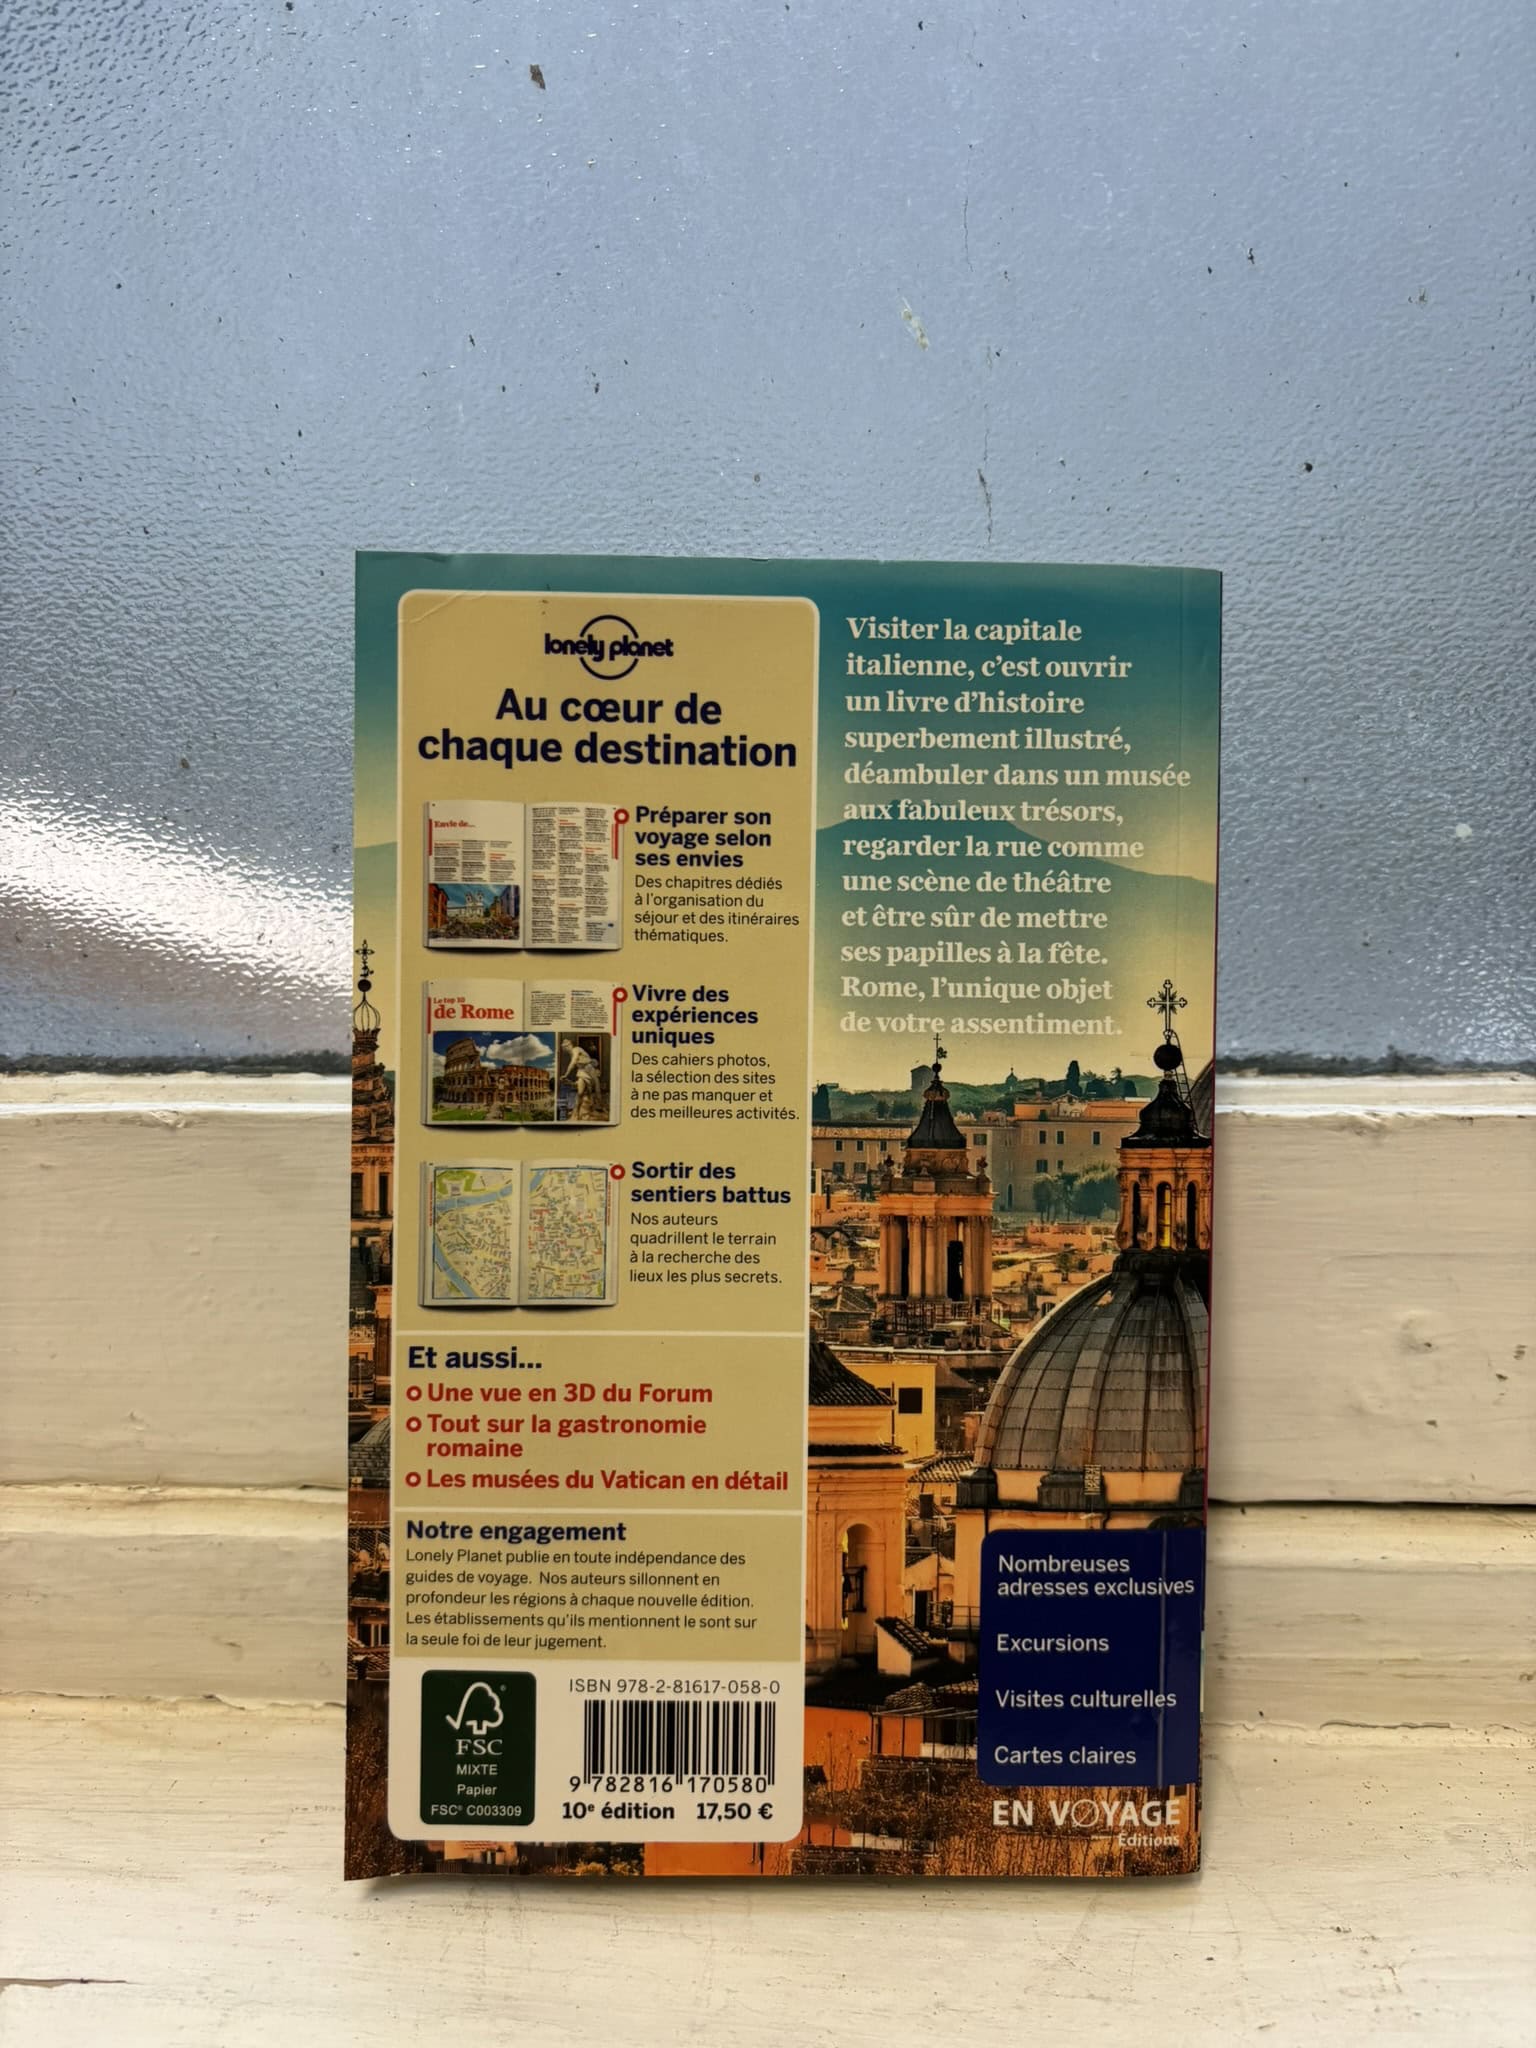 lonely planet
Au cœur de
chaque destination
Envie de...
Préparer son
voyage selon
ses envies
Des chapitres dédiés
à l'organisation du
séjour et des itinéraires
thématiques.
Le top 10
de Rome
Vivre des
expériences
uniques
Des cahiers photos,
la sélection des sites
à ne pas manquer et
des meilleures activités.
Sortir des
sentiers battus
Nos auteurs
quadrillent le terrain
à la recherche des
lieux les plus secrets.
Et aussi...
Une vue en 3D du Forum
Tout sur la gastronomie
romaine
Les musées du Vatican en détail
Notre engagement
Lonely Planet publie en toute indépendance des
guides de voyage. Nos auteurs sillonnent en
profondeur les régions à chaque nouvelle édition.
Les établissements qu'ils mentionnent le sont sur
la seule foi de leur jugement.
FSC
MIXTE
Papier
FSC® C003309
ISBN 978-2-81617-058-0
9 782816 170580
10e édition 17,50 €
Visiter la capitale
italienne, c'est ouvrir
un livre d'histoire
superbement illustré,
déambuler dans un musée
aux fabuleux trésors,
regarder la rue comme
une scène de théâtre
et être sûr de mettre
ses papilles à la fête.
Rome, l'unique objet
de votre assentiment.
Nombreuses
adresses exclusives
Excursions
Visites culturelles
Cartes claires
EN VOYAGE
Éditions